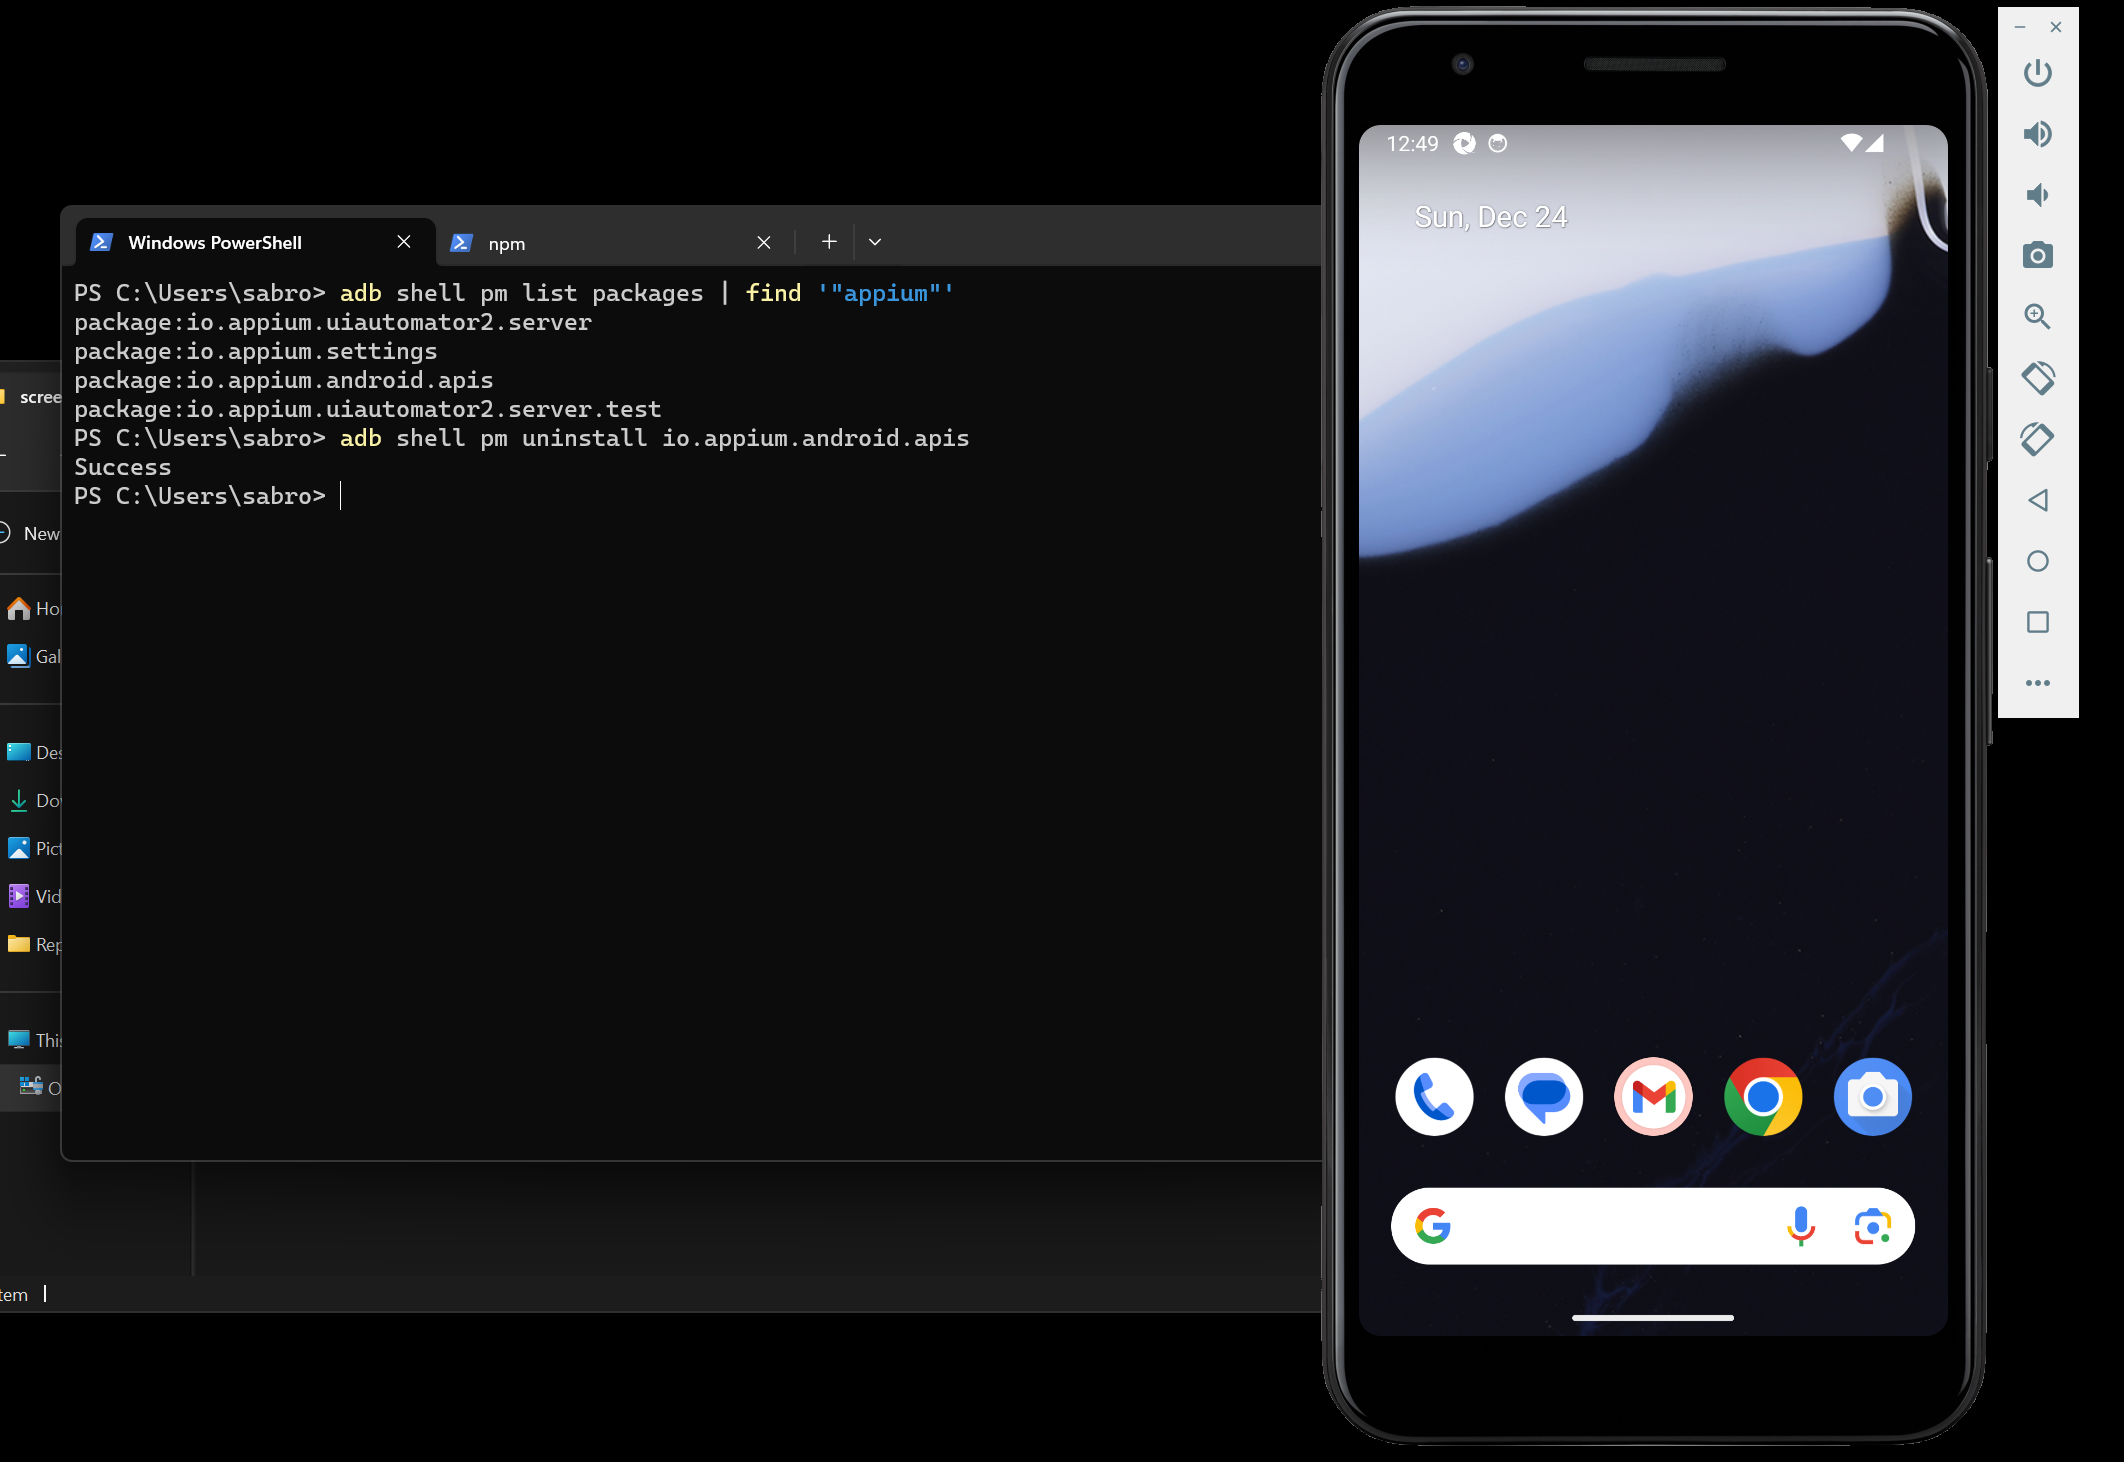 Windows PowerShell
npm
PS C:\Users\sabro> adb shell pm list packages | find '"appium"'
package:io.appium.uiautomator2.server
package:io.appium.settings
package:io.appium.android.apis
package:io.appium.uiautomator2.server.test
PS C:\Users\sabro> adb shell pm uninstall io.appium.android.apis
Success
PS C:\Users\sabro>
scree
New
Ho
Gal
Des
Do
Pict
Vid
Rep
This
O
tem
12:49
Sun, Dec 24